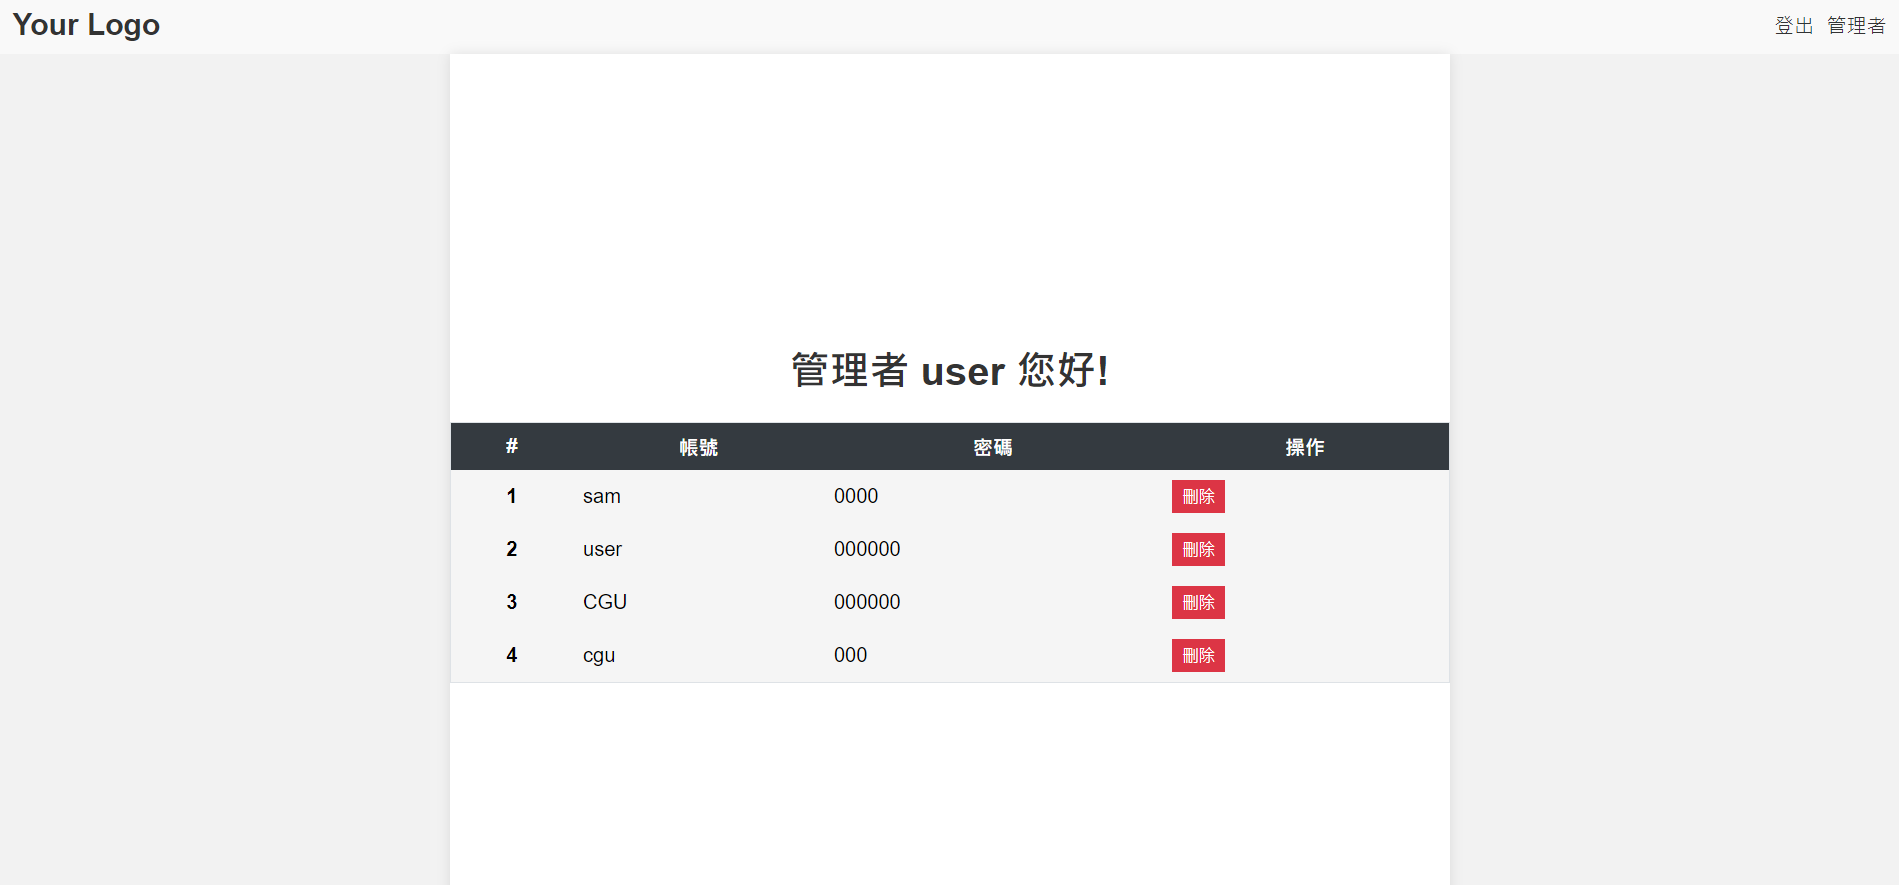 Your Logo 登出 管理者
管理者 user 您好!
# 帳號 密碼 操作
1 sam 0000 刪除
2 user 000000 刪除
3 CGU 000000 刪除
4 cgu 000 刪除